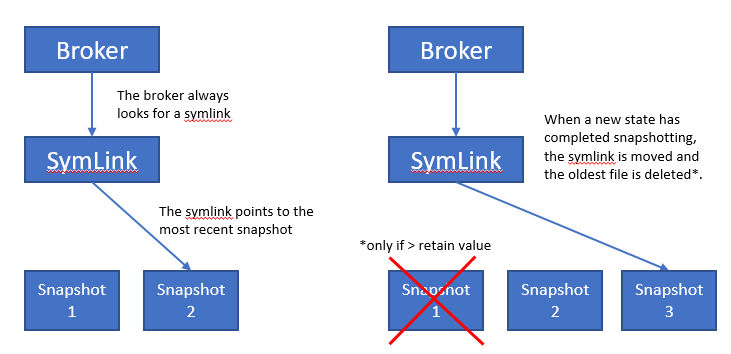 Broker
The broker always
looks for a symlink
SymLink
The symlink points to the
most recent snapshot
Snapshot
1
Snapshot
2
Broker
When a new state has
completed snapshotting,
the symlink is moved and
the oldest file is deleted*.
SymLink
*only if > retain value
Snapshot
1
Snapshot
2
Snapshot
3